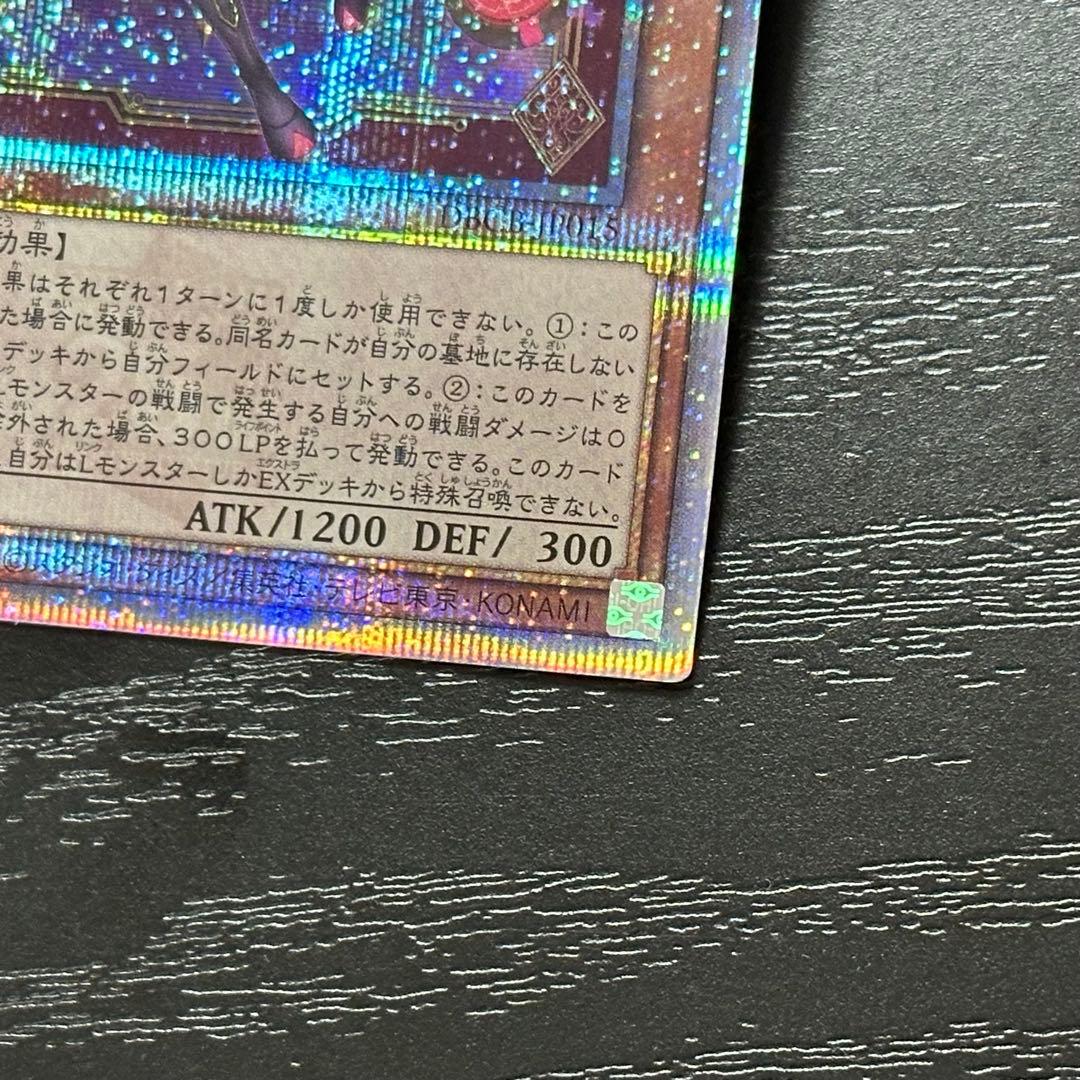 DBCB-JP015
効果】
果はそれぞれ1ターンに1度しか使用できない。①:この
た場合に発動できる。同名カードが自分の墓地に存在しない
デッキから自分フィールドにセットする。②:このカードを
モンスターの戦闘で発生する自分への戦闘ダメージは0
外された場合、300LPを払って発動できる。このカード
自分はLモンスターしかEXデッキから特殊召喚できない。
ATK/1200 DEF/ 300
©スタジオ・ダイス/集英社・テレビ東京・KONAMI